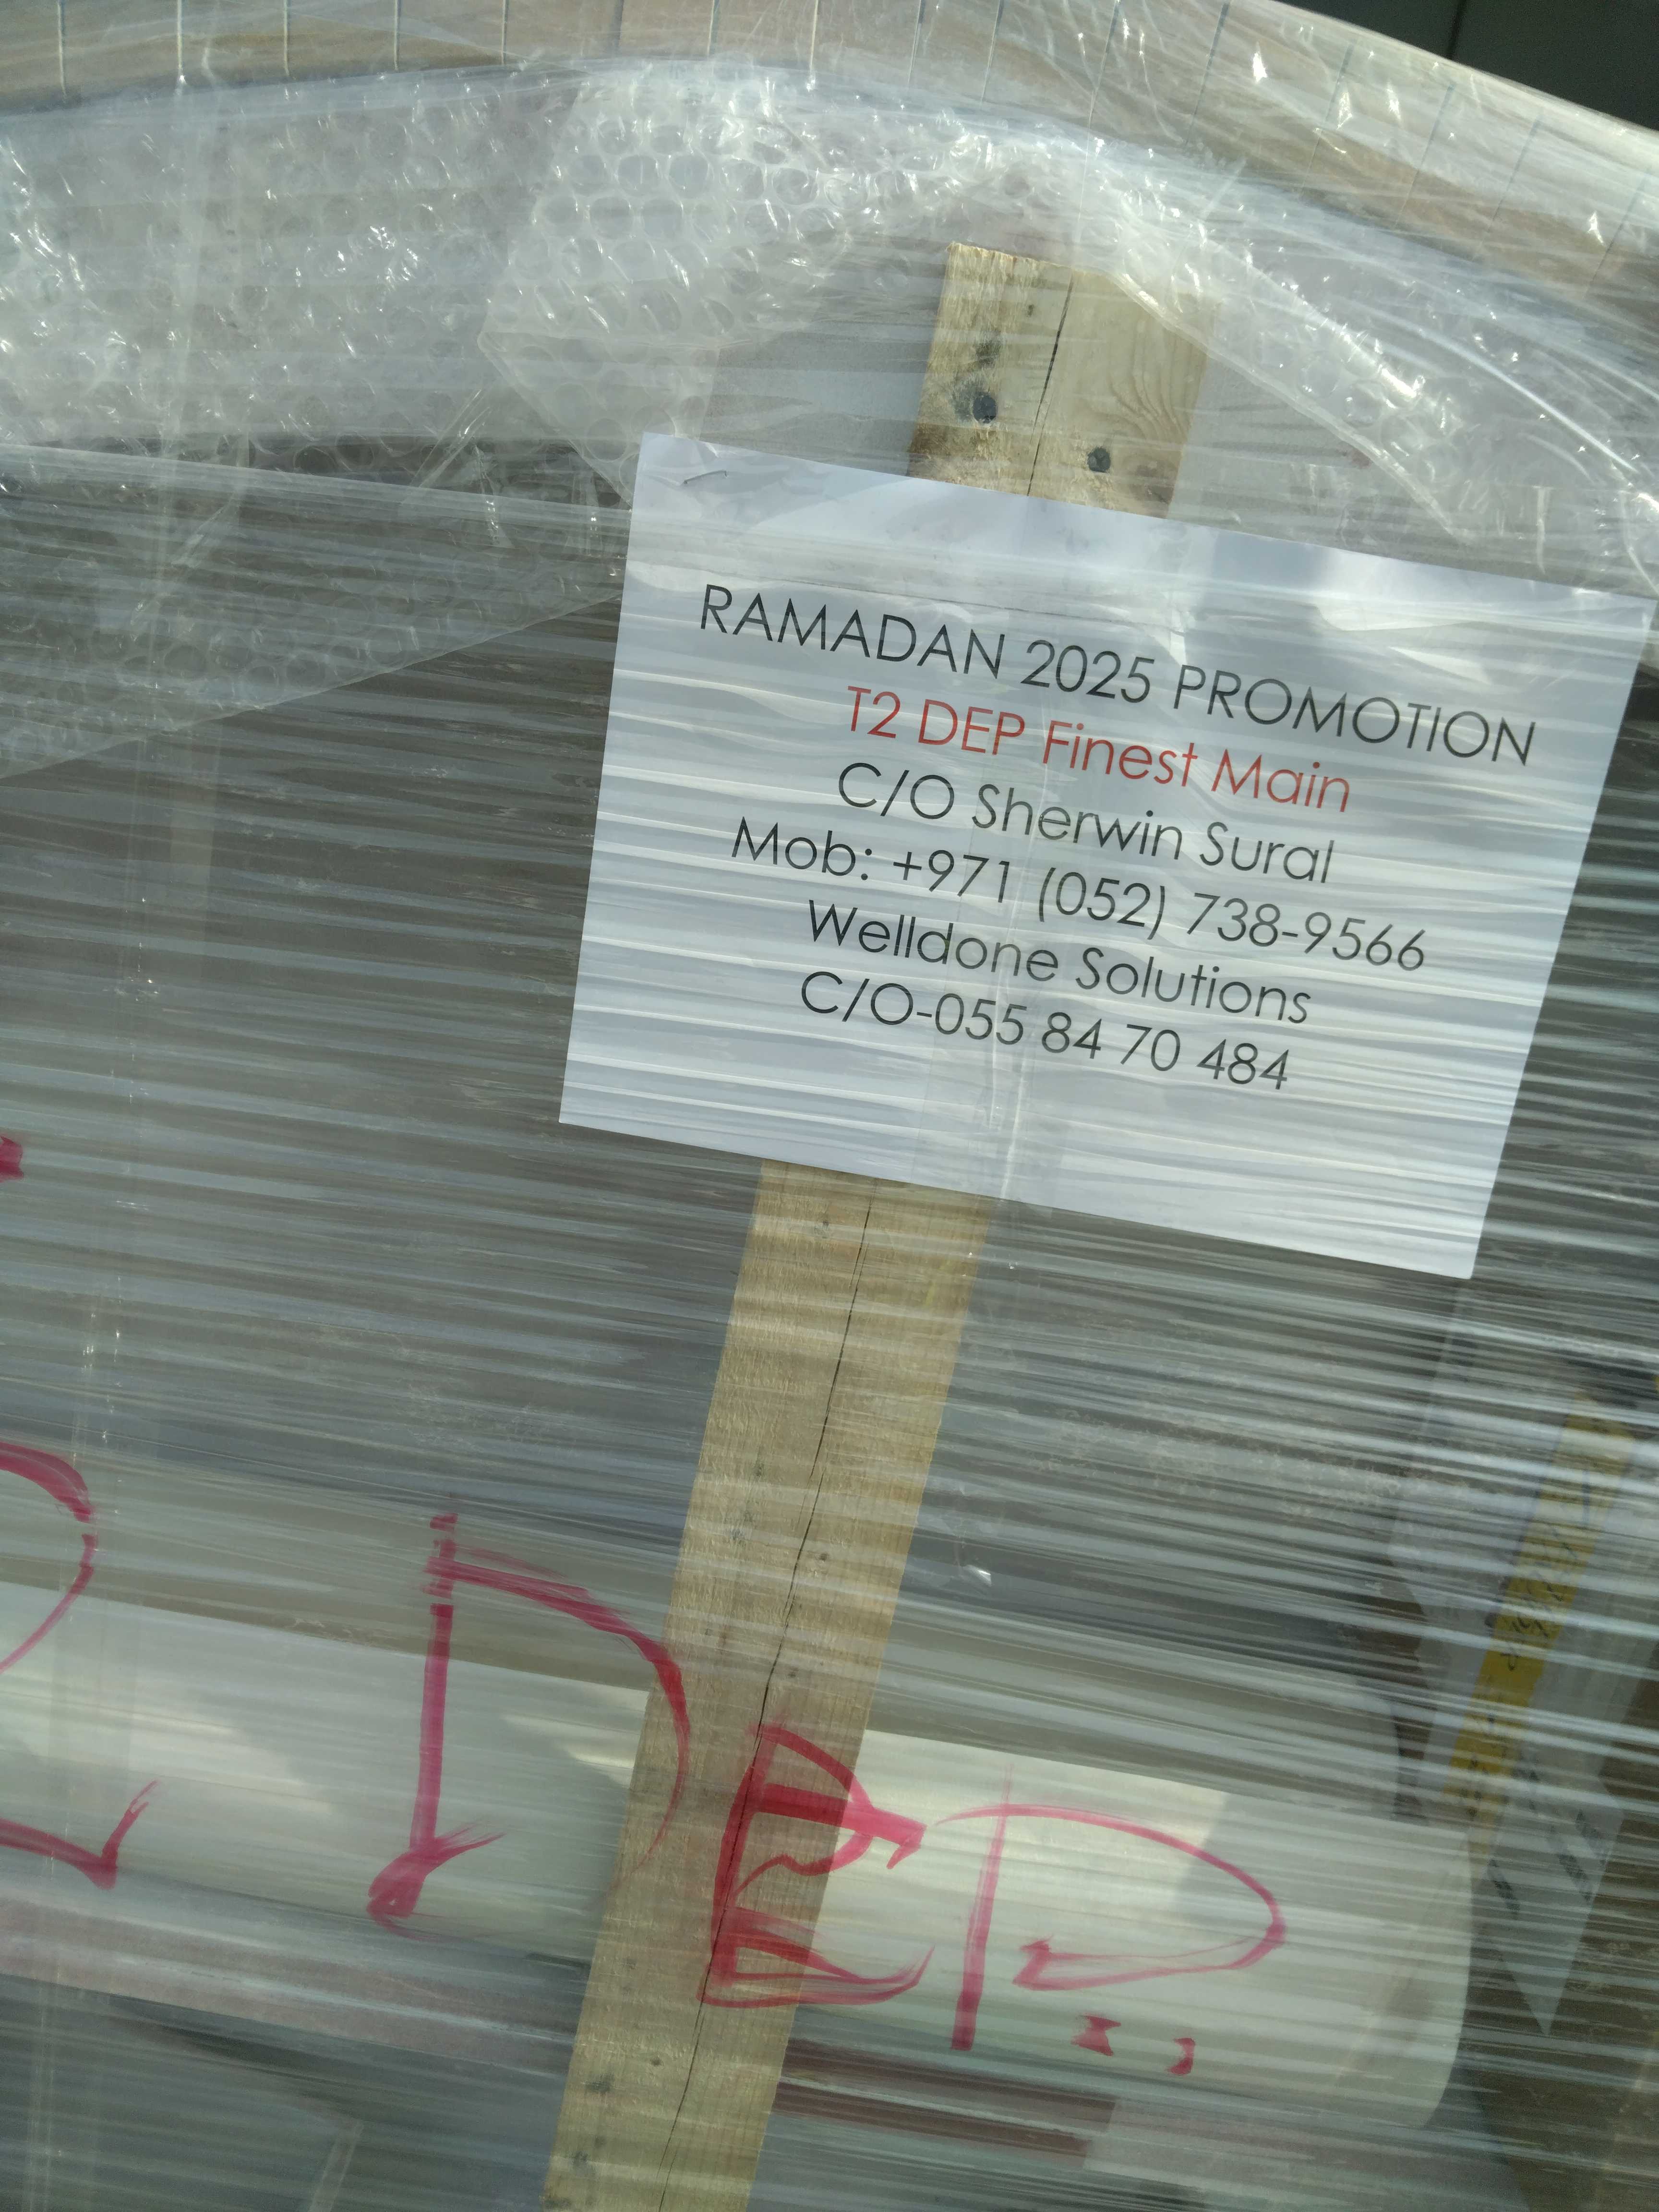 RAMADAN 2025 PROMOTION
T2 DEP Finest Main
C/O Sherwin Sural
Mob: +971 (052) 738-9566
Welldone Solutions
C/O-055 84 70 484
2 DEP